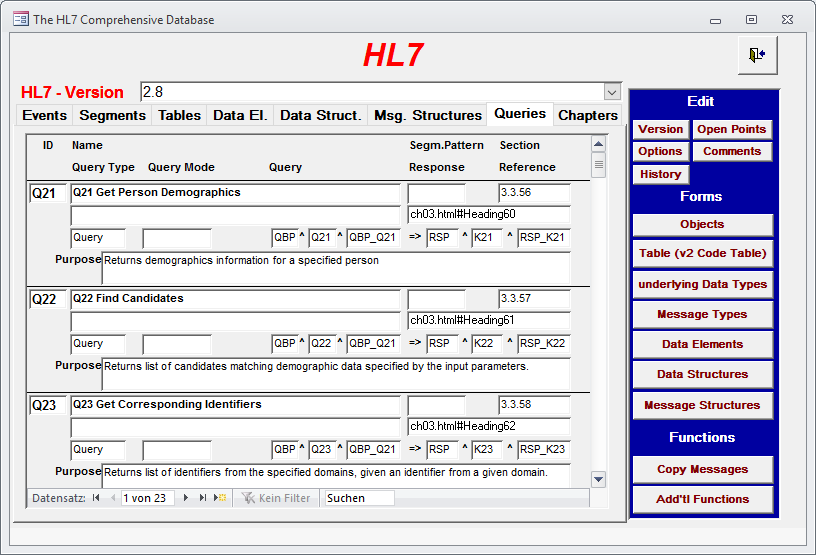 The HL7 Comprehensive Database
HL7
HL7 - Version 2.8
Events Segments Tables Data El. Data Struct. Msg. Structures Queries Chapters
ID Name Segm.Pattern Section
Query Type Query Mode Query Response Reference
Q21 Q21 Get Person Demographics 3.3.56
ch03.html#Heading60
Query QBP ^ Q21 ^ QBP_Q21 => RSP ^ K21 ^ RSP_K21
Purpose Returns demographics information for a specified person
Q22 Q22 Find Candidates 3.3.57
ch03.html#Heading61
Query QBP ^ Q22 ^ QBP_Q21 => RSP ^ K22 ^ RSP_K22
Purpose Returns list of candidates matching demographic data specified by the input parameters.
Q23 Q23 Get Corresponding Identifiers 3.3.58
ch03.html#Heading62
Query QBP ^ Q23 ^ QBP_Q21 => RSP ^ K23 ^ RSP_K23
Purpose Returns list of identifiers from the specified domains, given an identifier from a given domain.
Datensatz: 1 von 23 Kein Filter Suchen
Edit
Version Open Points
Options Comments
History
Forms
Objects
Table (v2 Code Table)
underlying Data Types
Message Types
Data Elements
Data Structures
Message Structures
Functions
Copy Messages
Add'tl Functions